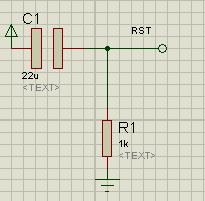 C1
RST
22u
<TEXT>
R1
1k
<TEXT>